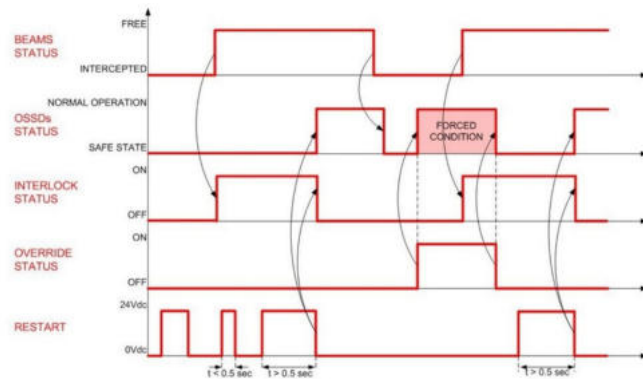 FREE
BEAMS
STATUS
INTERCEPTED
NORMAL OPERATION
OSSDs
STATUS
FORCED
CONDITION
SAFE STATE
ON
INTERLOCK
STATUS
OFF
ON
OVERRIDE
STATUS
OFF
24Vdc
RESTART
0Vdc
t < 0.5 sec
t > 0.5 sec
t > 0.5 sec